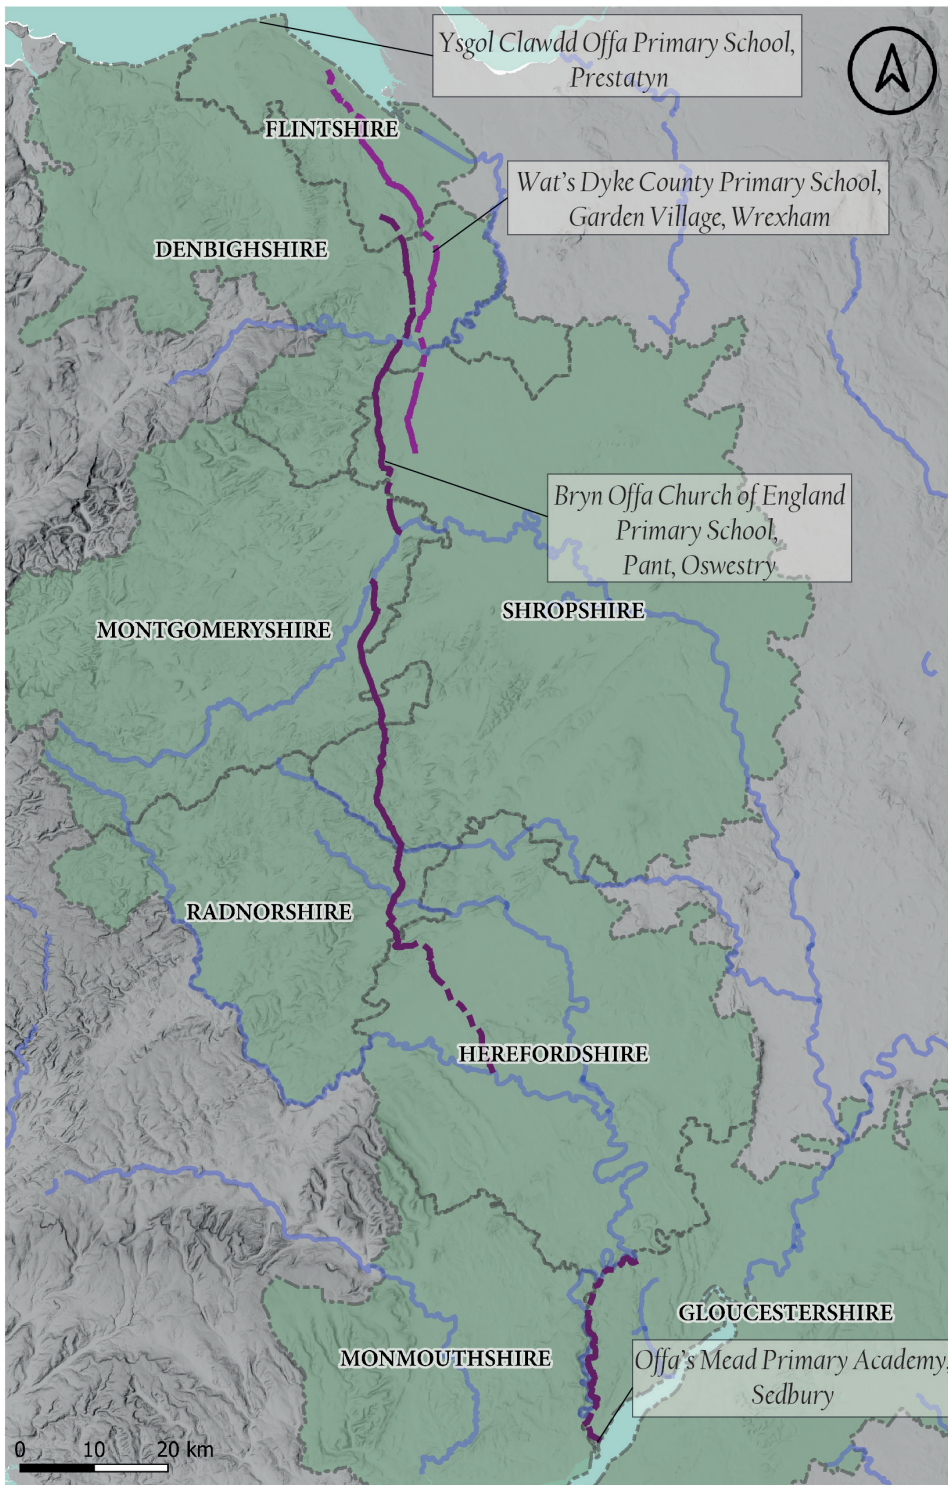 Ysgol Clawdd Offa Primary School,
Prestatyn
FLINTSHIRE
Wat's Dyke County Primary School,
Garden Village, Wrexham
DENBIGHSHIRE
Bryn Offa Church of England
Primary School,
Pant, Oswestry
SHROPSHIRE
MONTGOMERYSHIRE
RADNORSHIRE
HEREFORDSHIRE
GLOUCESTERSHIRE
MONMOUTHSHIRE
Offa's Mead Primary Academy,
Sedbury
0 10 20 km